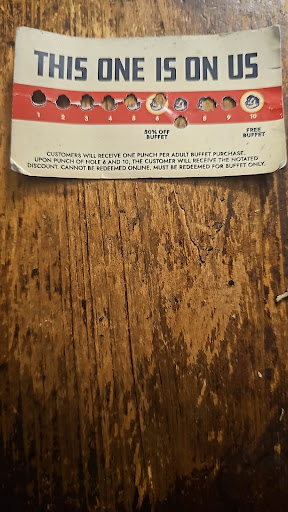 THIS ONE IS ON US
1 2 3 4 5 6 8 9 10
50% OFF FREE
BUFFET BUFFET
CUSTOMERS WILL RECEIVE ONE PUNCH PER ADULT BUFFET PURCHASE.
UPON PUNCH OF HOLE 6 AND 10, THE CUSTOMER WILL RECEIVE THE NOTATED
DISCOUNT. CANNOT BE REDEEMED ONLINE. MUST BE REDEEMED FOR BUFFET ONLY.